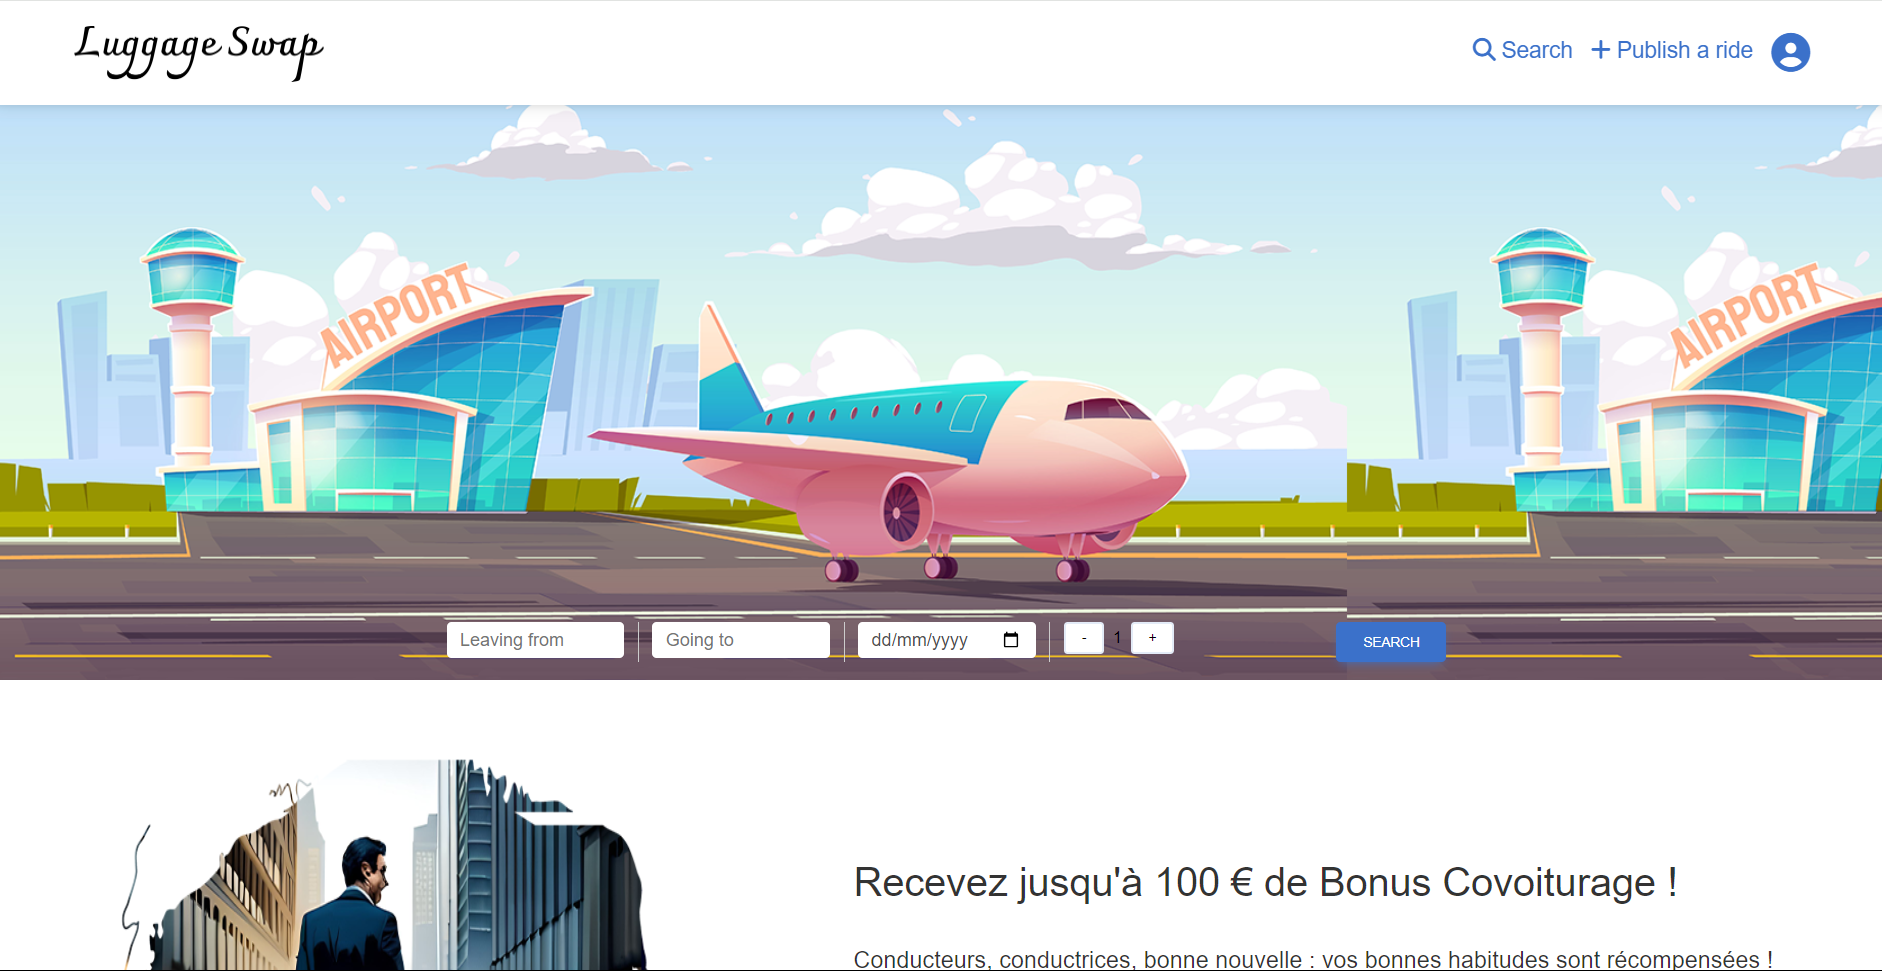 Luggage Swap
Search
Publish a ride
AIRPORT
AIRPORT
Leaving from
Going to
dd/mm/yyyy
- 1 +
SEARCH
Recevez jusqu'à 100 € de Bonus Covoiturage !
Conducteurs, conductrices, bonne nouvelle : vos bonnes habitudes sont récompensées !